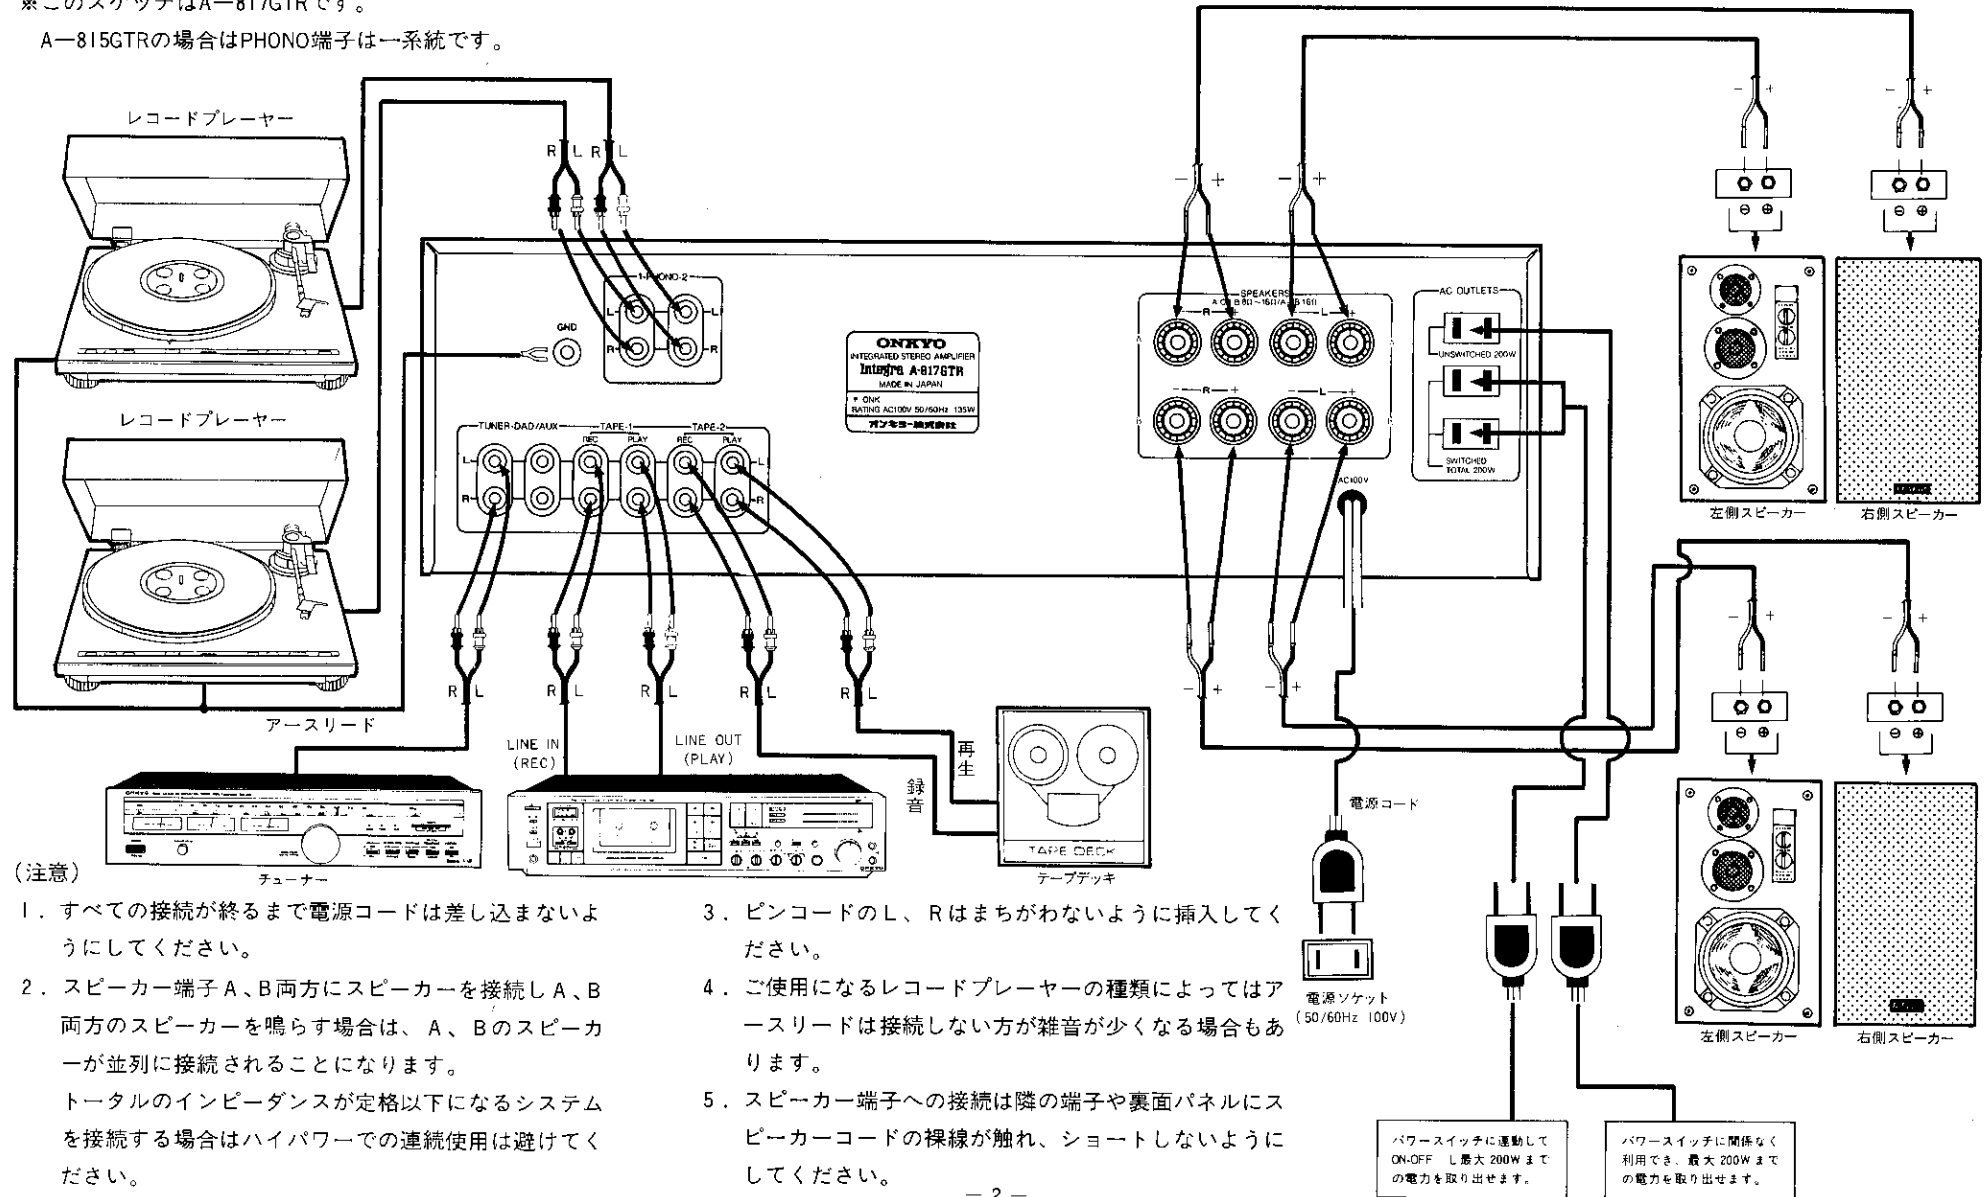 ※このスケッチはA—817GTRです。
A—815GTRの場合はPHONO端子は一系統です。
レコードプレーヤー
レコードプレーヤー
アースリード
R L R L
1-PHONO-2
L L
R R
GND
ONKYO
INTEGRATED STEREO AMPLIFIER
Integra A-817GTR
MADE IN JAPAN
ONK
RATING AC100V 50/60Hz 135W
オンキヨー株式会社
TUNER-DAD/AUX TAPE-1 TAPE-2
REC PLAY REC PLAY
L L
R R
SPEAKERS
A OR B 8Ω~16Ω/A+B 16Ω
- R + - L +
A A
- R + - L +
B B
AC OUTLETS
UNSWITCHED 200W
SWITCHED
TOTAL 200W
AC100V
- + - +
- + - +
⊖ ⊕ ⊖ ⊕
左側スピーカー 右側スピーカー
- + - +
- + - +
⊖ ⊕ ⊖ ⊕
左側スピーカー 右側スピーカー
R L R L R L R L R L
LINE IN
(REC)
LINE OUT
(PLAY)
再生
録音
ONKYO
チューナー
ONKYO
TAPE DECK
テープデッキ
電源コード
電源ソケット
(50/60Hz 100V)
パワースイッチに連動して
ON-OFF し最大200Wまで
の電力を取り出せます。
パワースイッチに関係なく
利用でき、最大200Wまで
の電力を取り出せます。
(注意)
1. すべての接続が終るまで電源コードは差し込まないよ
うにしてください。
2. スピーカー端子A、B両方にスピーカーを接続しA、B
両方のスピーカーを鳴らす場合は、A、Bのスピーカ
ーが並列に接続されることになります。
トータルのインピーダンスが定格以下になるシステム
を接続する場合はハイパワーでの連続使用は避けてく
ださい。
3. ピンコードのL、Rはまちがわないように挿入してく
ださい。
4. ご使用になるレコードプレーヤーの種類によってはア
ースリードは接続しない方が雑音が少くなる場合もあ
ります。
5. スピーカー端子への接続は隣の端子や裏面パネルにス
ピーカーコードの裸線が触れ、ショートしないように
してください。
— 2 —